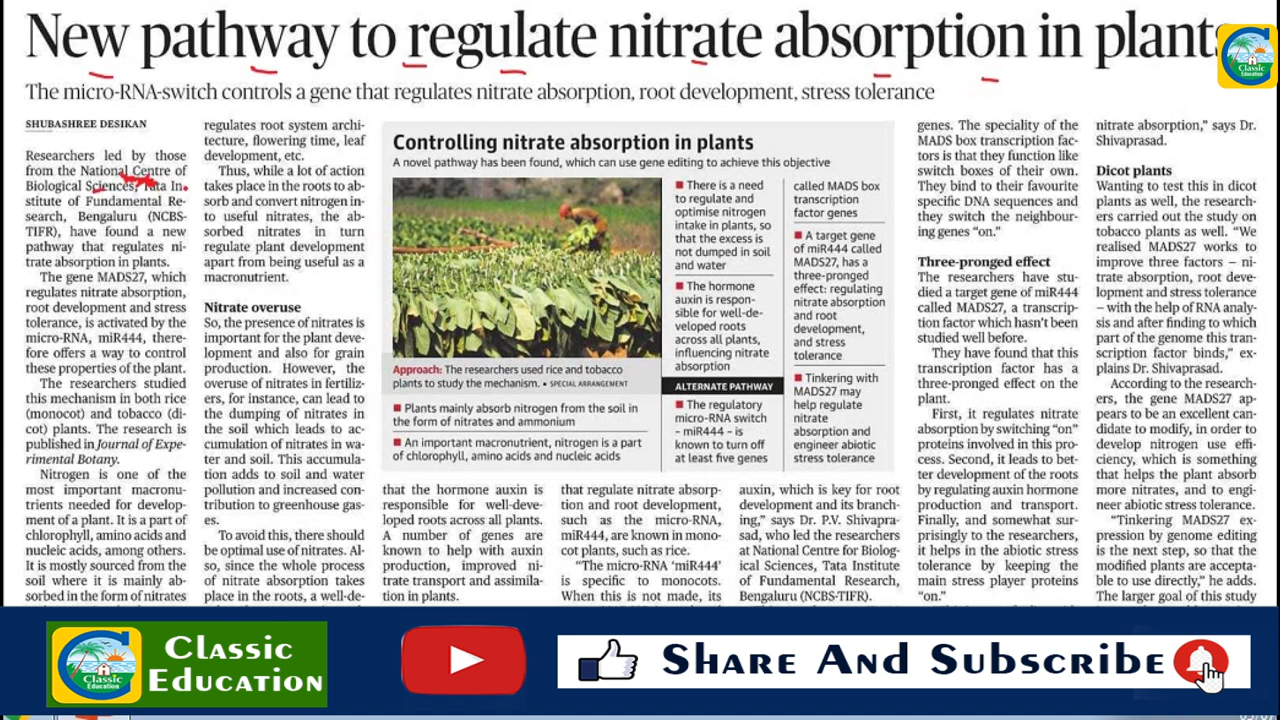 New pathway to regulate nitrate absorption in plants
The micro-RNA-switch controls a gene that regulates nitrate absorption, root development, stress tolerance
SHUBASHREE DESIKAN
Researchers led by those
from the National Centre of
Biological Sciences, Tata In-
stitute of Fundamental Re-
search, Bengaluru (NCBS-
TIFR), have found a new
pathway that regulates ni-
trate absorption in plants.
The gene MADS27, which
regulates nitrate absorption,
root development and stress
tolerance, is activated by the
micro-RNA, miR444, there-
fore offers a way to control
these properties of the plant.
The researchers studied
this mechanism in both rice
(monocot) and tobacco (di-
cot) plants. The research is
published in Journal of Expe-
rimental Botany.
Nitrogen is one of the
most important macronu-
trients needed for develop-
ment of a plant. It is a part of
chlorophyll, amino acids and
nucleic acids, among others.
It is mostly sourced from the
soil where it is mainly ab-
sorbed in the form of nitrates
regulates root system archi-
tecture, flowering time, leaf
development, etc.
Thus, while a lot of action
takes place in the roots to ab-
sorb and convert nitrogen in-
to useful nitrates, the ab-
sorbed nitrates in turn
regulate plant development
apart from being useful as a
macronutrient.
Nitrate overuse
So, the presence of nitrates is
important for the plant deve-
lopment and also for grain
production. However, the
overuse of nitrates in fertiliz-
ers, for instance, can lead to
the dumping of nitrates in
the soil which leads to ac-
cumulation of nitrates in wa-
ter and soil. This accumula-
tion adds to soil and water
pollution and increased con-
tribution to greenhouse gas-
es.
To avoid this, there should
be optimal use of nitrates. Al-
so, since the whole process
of nitrate absorption takes
place in the roots, a well-de-
Controlling nitrate absorption in plants
A novel pathway has been found, which can use gene editing to achieve this objective
Approach: The researchers used rice and tobacco
plants to study the mechanism. • SPECIAL ARRANGEMENT
■ Plants mainly absorb nitrogen from the soil in
the form of nitrates and ammonium
■ An important macronutrient, nitrogen is a part
of chlorophyll, amino acids and nucleic acids
■ There is a need
to regulate and
optimise nitrogen
intake in plants, so
that the excess is
not dumped in soil
and water
■ The hormone
auxin is respon-
sible for well-de-
veloped roots
across all plants,
influencing nitrate
absorption
ALTERNATE PATHWAY
■ The regulatory
micro-RNA switch
– miR444 – is
known to turn off
at least five genes
called MADS box
transcription
factor genes
■ A target gene
of miR444 called
MADS27, has a
three-pronged
effect: regulating
nitrate absorption
and root
development,
and stress
tolerance
■ Tinkering with
MADS27 may
help regulate
nitrate
absorption and
engineer abiotic
stress tolerance
that the hormone auxin is
responsible for well-deve-
loped roots across all plants.
A number of genes are
known to help with auxin
production, improved ni-
trate transport and assimila-
tion in plants.
that regulate nitrate absorp-
tion and root development,
such as the micro-RNA,
miR444, are known in mono-
cot plants, such as rice.
"The micro-RNA 'miR444'
is specific to monocots.
When this is not made, its
auxin, which is key for root
development and its branch-
ing," says Dr. P.V. Shivapra-
sad, who led the researchers
at National Centre for Biolog-
ical Sciences, Tata Institute
of Fundamental Research,
Bengaluru (NCBS-TIFR).
genes. The speciality of the
MADS box transcription fac-
tors is that they function like
switch boxes of their own.
They bind to their favourite
specific DNA sequences and
they switch the neighbour-
ing genes "on."
Three-pronged effect
The researchers have stu-
died a target gene of miR444
called MADS27, a transcrip-
tion factor which hasn't been
studied well before.
They have found that this
transcription factor has a
three-pronged effect on the
plant.
First, it regulates nitrate
absorption by switching "on"
proteins involved in this pro-
cess. Second, it leads to bet-
ter development of the roots
by regulating auxin hormone
production and transport.
Finally, and somewhat sur-
prisingly to the researchers,
it helps in the abiotic stress
tolerance by keeping the
main stress player proteins
"on."
nitrate absorption," says Dr.
Shivaprasad.
Dicot plants
Wanting to test this in dicot
plants as well, the research-
ers carried out the study on
tobacco plants as well. "We
realised MADS27 works to
improve three factors – ni-
trate absorption, root deve-
lopment and stress tolerance
– with the help of RNA analy-
sis and after finding to which
part of the genome this tran-
scription factor binds," ex-
plains Dr. Shivaprasad.
According to the research-
ers, the gene MADS27 ap-
pears to be an excellent can-
didate to modify, in order to
develop nitrogen use effi-
ciency, which is something
that helps the plant absorb
more nitrates, and to engi-
neer abiotic stress tolerance.
"Tinkering MADS27 ex-
pression by genome editing
is the next step, so that the
modified plants are accepta-
ble to use directly," he adds.
The larger goal of this study
Classic
Education
Classic
Education
Classic
Education
Share And Subscribe